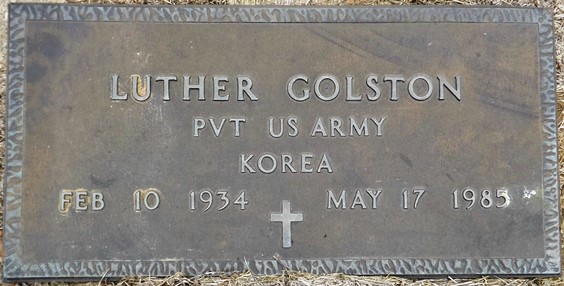 LUTHER GOLSTON
PVT US ARMY
KOREA
FEB 10 1934 MAY 17 1985